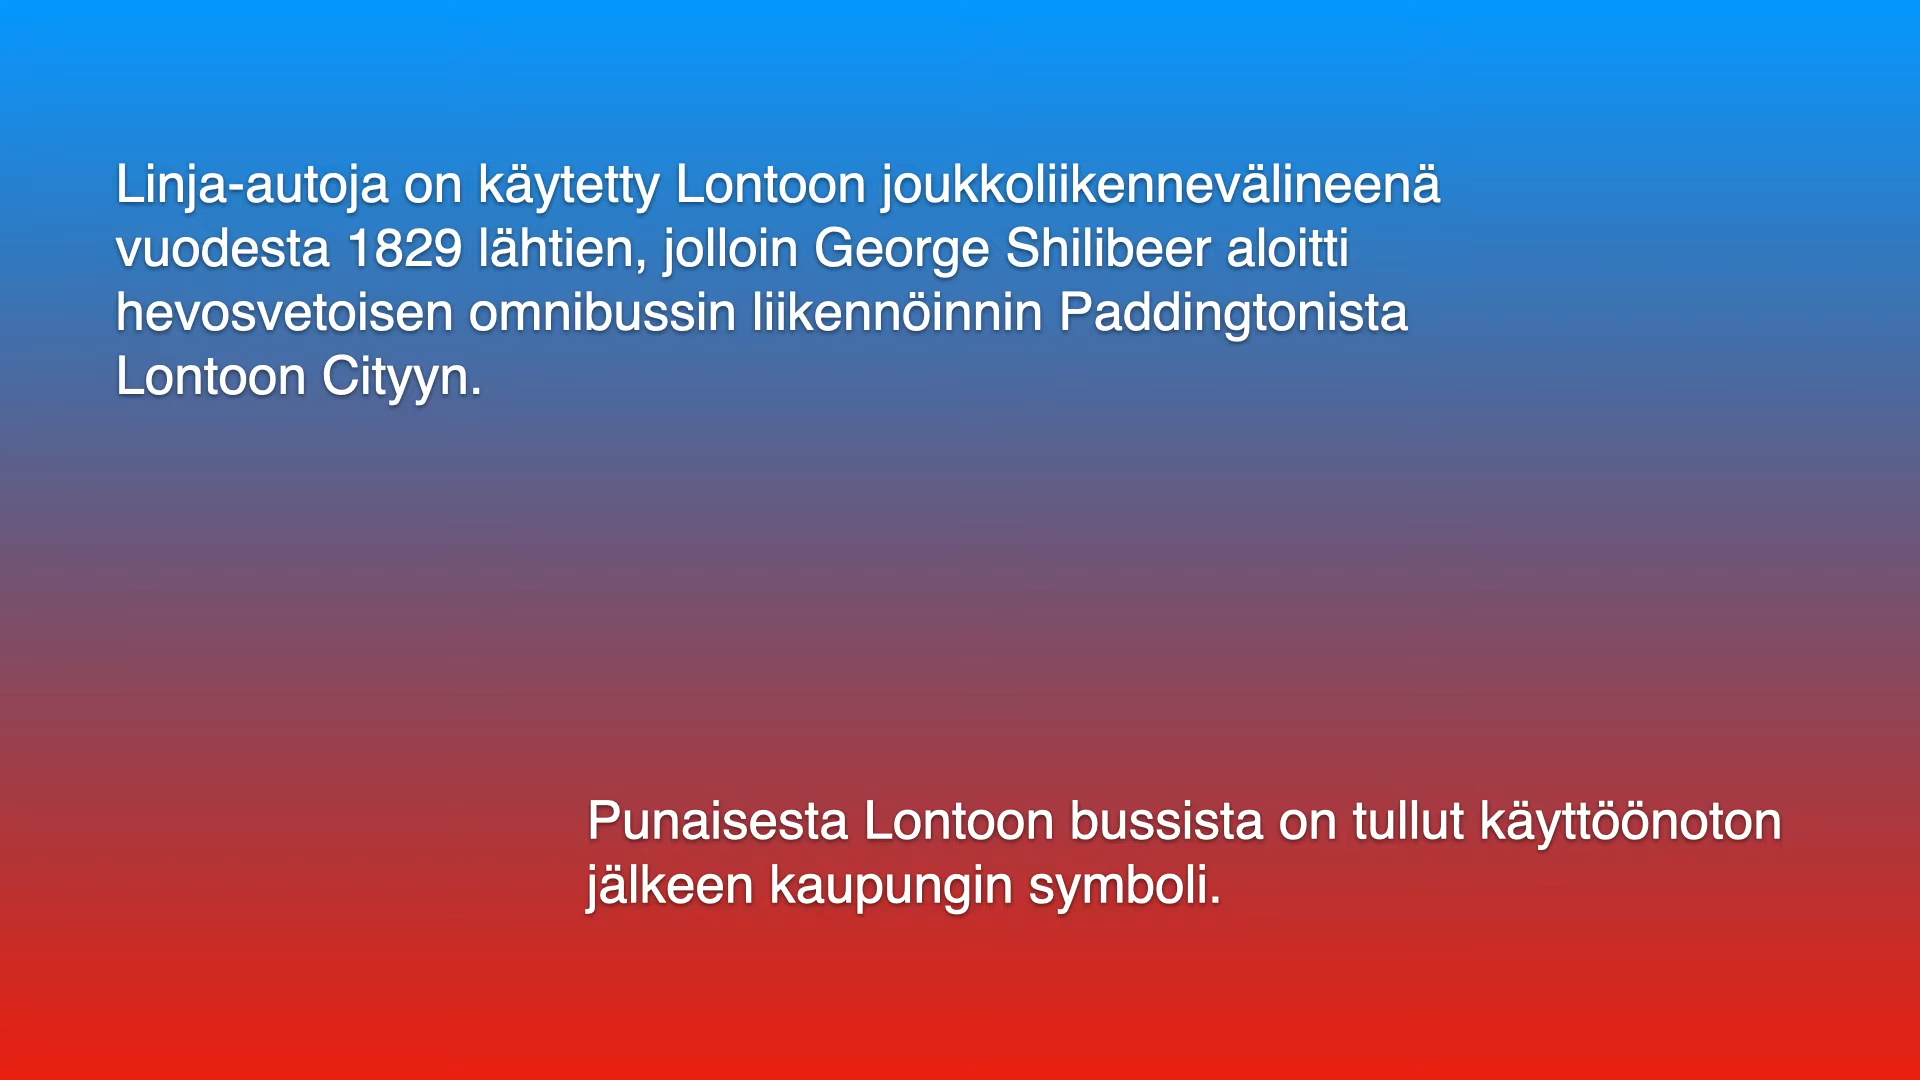 Linja-autoja on käytetty Lontoon joukkoliikennevälineenä
vuodesta 1829 lähtien, jolloin George Shilibeer aloitti
hevosvetoisen omnibussin liikennöinnin Paddingtonista
Lontoon Cityyn.
Punaisesta Lontoon bussista on tullut käyttöönoton
jälkeen kaupungin symboli.